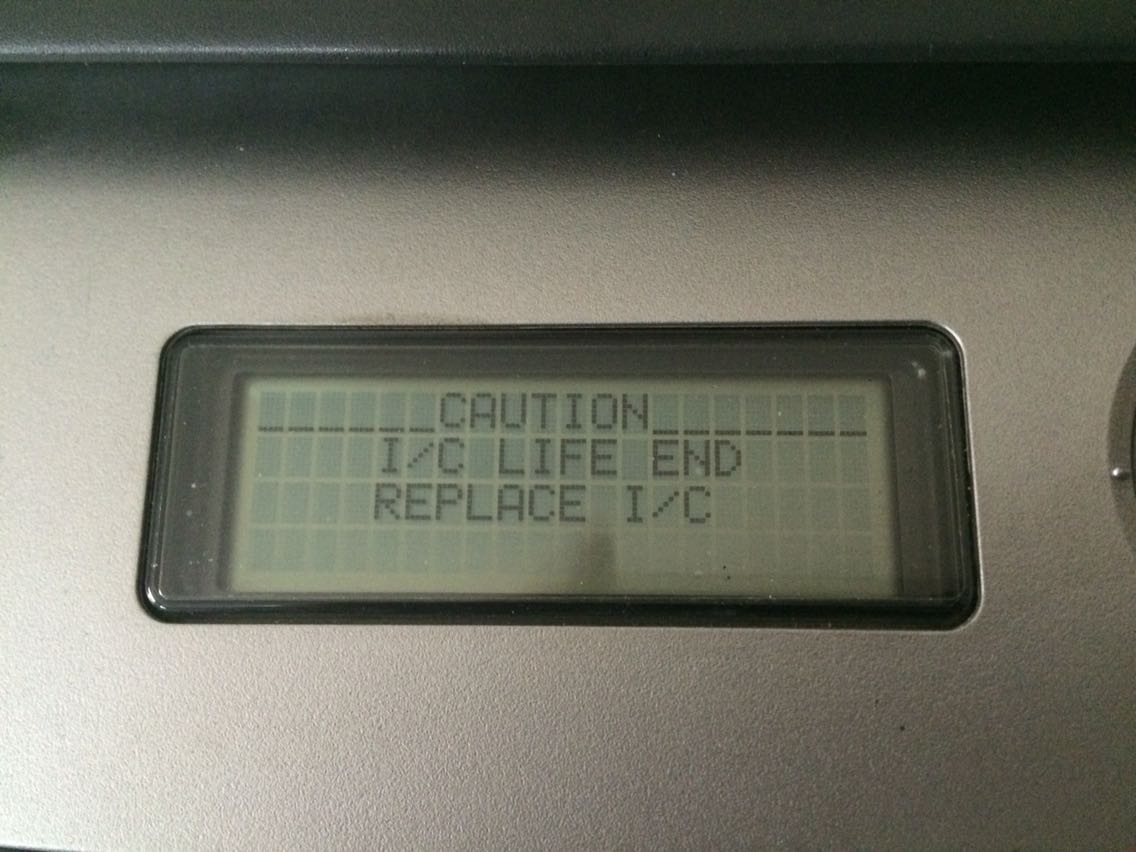 CAUTION
I/C LIFE END
REPLACE I/C